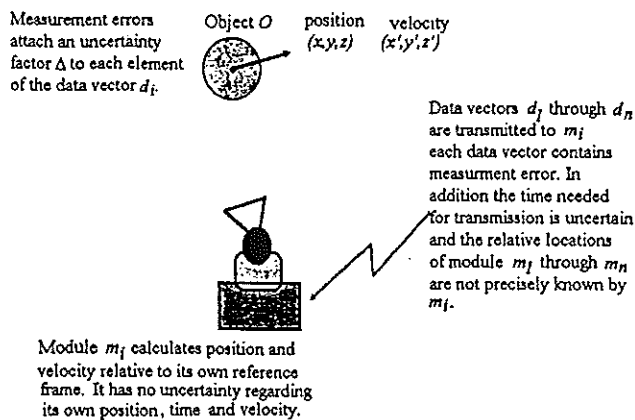 Measurement errors
attach an uncertainty
factor Δ to each element
of the data vector di.
Object O
position velocity
(x,y,z) (x',y',z')
Data vectors d1 through dn
are transmitted to mi
each data vector contains
measurment error. In
addition the time needed
for transmission is uncertain
and the relative locations
of module m1 through mn
are not precisely known by
mi.
Module mi calculates position and
velocity relative to its own reference
frame. It has no uncertainty regarding
its own position, time and velocity.